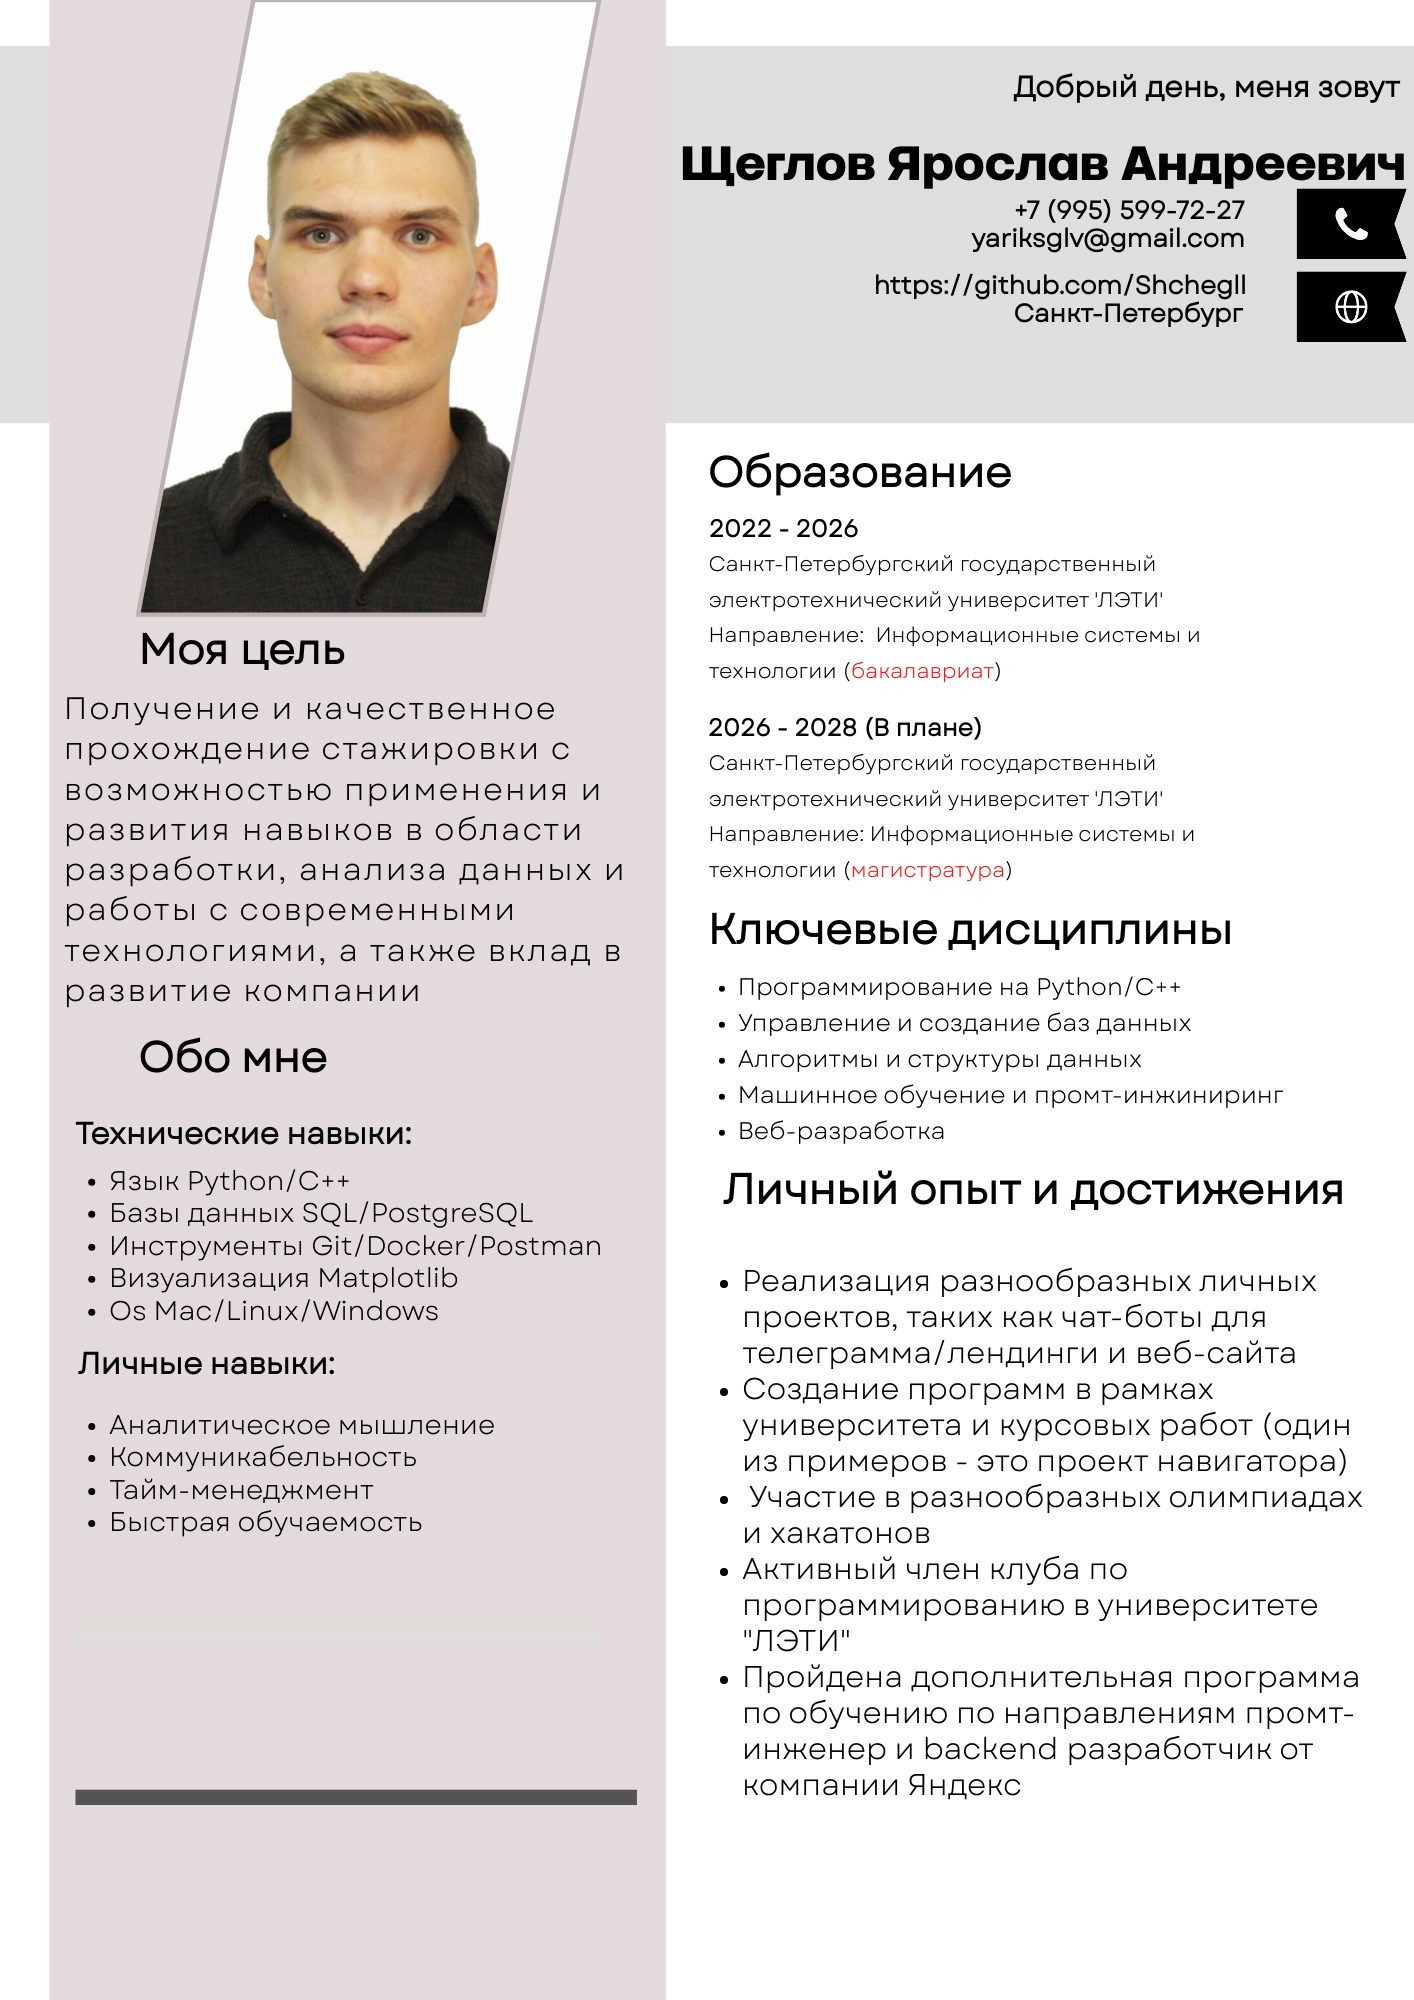 Добрый день, меня зовут
Щеглов Ярослав Андреевич
+7 (995) 599-72-27
yariksglv@gmail.com
https://github.com/Shchegll
Санкт-Петербург
Моя цель
Получение и качественное
прохождение стажировки с
возможностью применения и
развития навыков в области
разработки, анализа данных и
работы с современными
технологиями, а также вклад в
развитие компании
Обо мне
Технические навыки:
• Язык Python/C++
• Базы данных SQL/PostgreSQL
• Инструменты Git/Docker/Postman
• Визуализация Matplotlib
• Os Mac/Linux/Windows
Личные навыки:
• Аналитическое мышление
• Коммуникабельность
• Тайм-менеджмент
• Быстрая обучаемость
Образование
2022 - 2026
Санкт-Петербургский государственный
электротехнический университет 'ЛЭТИ'
Направление: Информационные системы и
технологии (бакалавриат)
2026 - 2028 (В плане)
Санкт-Петербургский государственный
электротехнический университет 'ЛЭТИ'
Направление: Информационные системы и
технологии (магистратура)
Ключевые дисциплины
• Программирование на Python/C++
• Управление и создание баз данных
• Алгоритмы и структуры данных
• Машинное обучение и промт-инжиниринг
• Веб-разработка
Личный опыт и достижения
• Реализация разнообразных личных
проектов, таких как чат-боты для
телеграмма/лендинги и веб-сайта
• Создание программ в рамках
университета и курсовых работ (один
из примеров - это проект навигатора)
• Участие в разнообразных олимпиадах
и хакатонов
• Активный член клуба по
программированию в университете
"ЛЭТИ"
• Пройдена дополнительная программа
по обучению по направлениям промт-
инженер и backend разработчик от
компании Яндекс